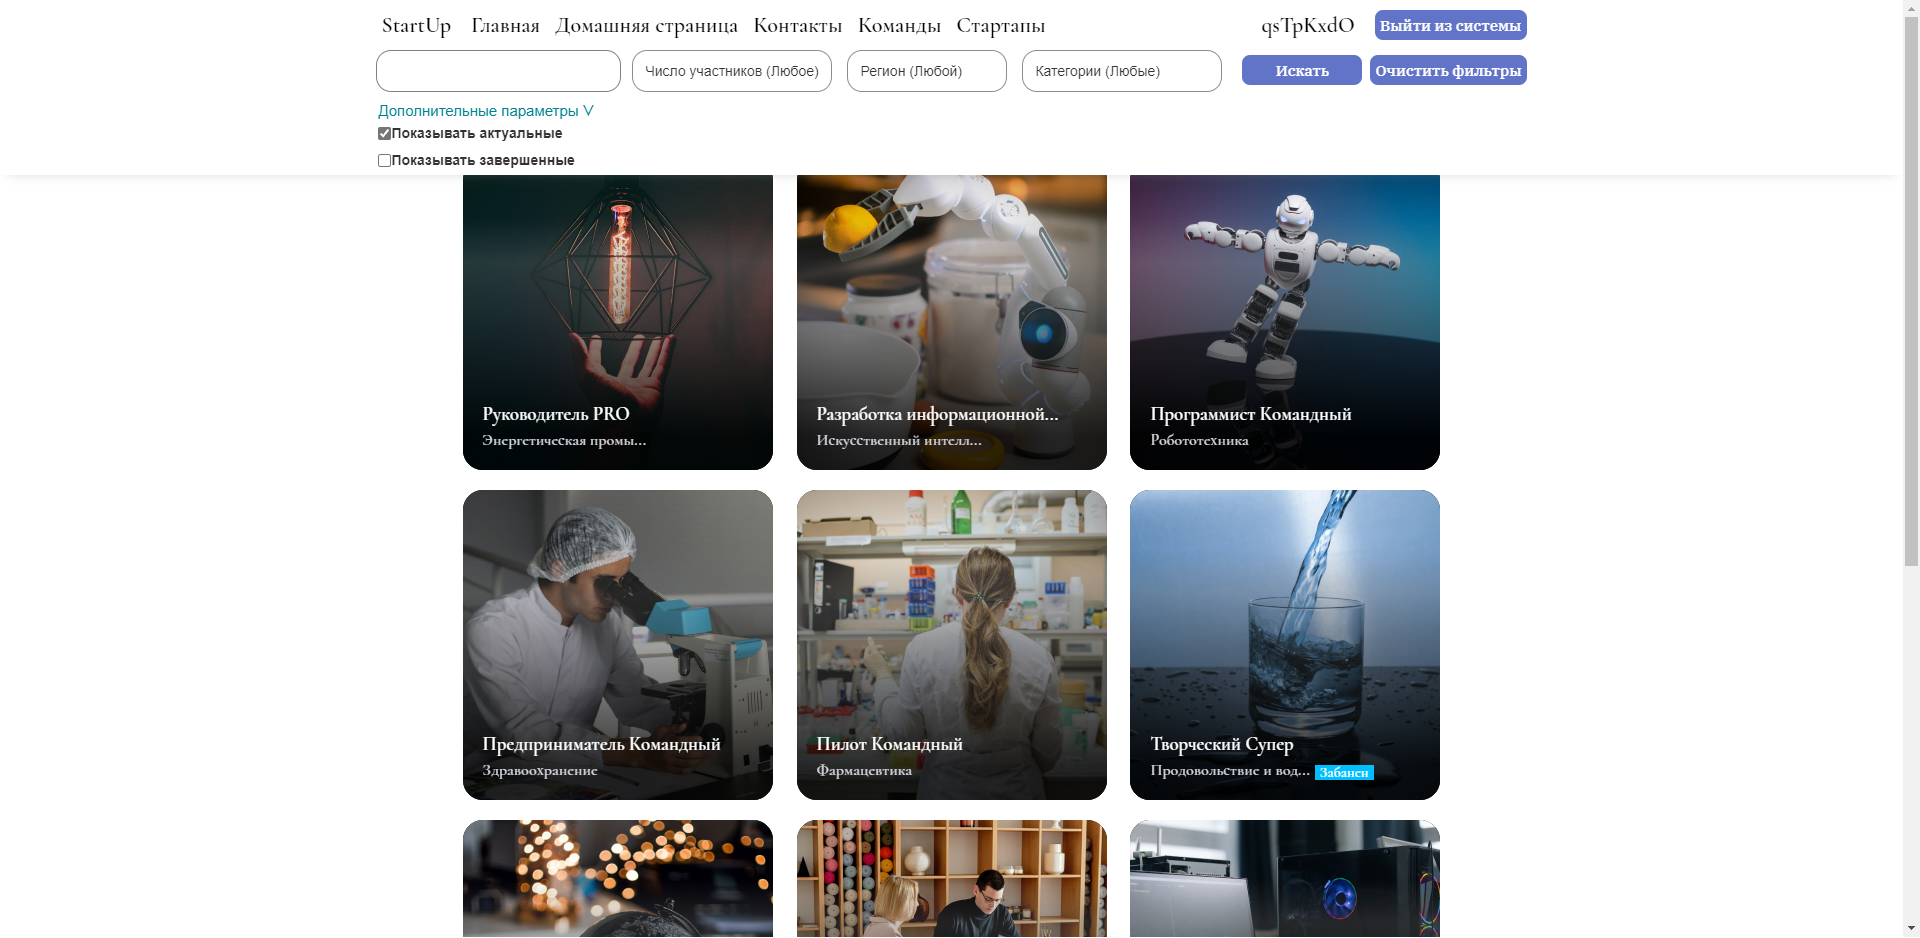 StartUp Главная Домашняя страница Контакты Команды Стартапы qsTpKxdO Выйти из системы
Число участников (Любое) Регион (Любой) Категории (Любые) Искать Очистить фильтры
Дополнительные параметры V
Показывать актуальные
Показывать завершенные
Руководитель PRO
Энергетическая промы...
Разработка информационной...
Искусственный интелл...
Программист Командный
Робототехника
Предприниматель Командный
Здравоохранение
Пилот Командный
Фармацевтика
Творческий Супер
Продовольствие и вод... Забанен